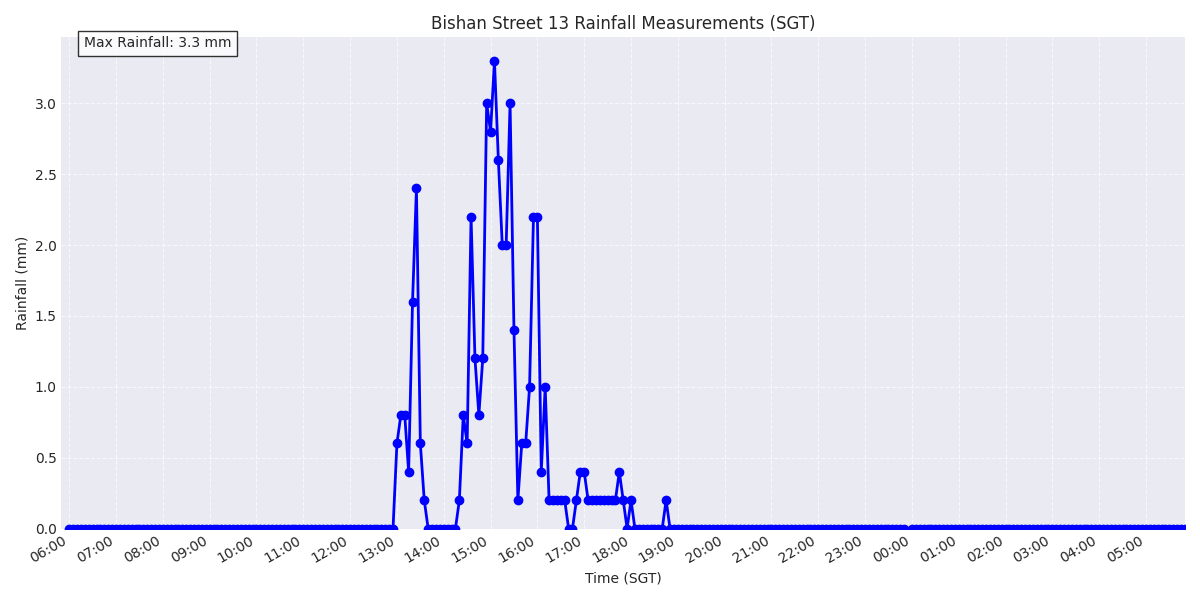 Bishan Street 13 Rainfall Measurements (SGT)
Max Rainfall: 3.3 mm
3.0
2.5
2.0
1.5
1.0
0.5
0.0
Rainfall (mm)
06:00 07:00 08:00 09:00 10:00 11:00 12:00 13:00 14:00 15:00 16:00 17:00 18:00 19:00 20:00 21:00 22:00 23:00 00:00 01:00 02:00 03:00 04:00 05:00
Time (SGT)